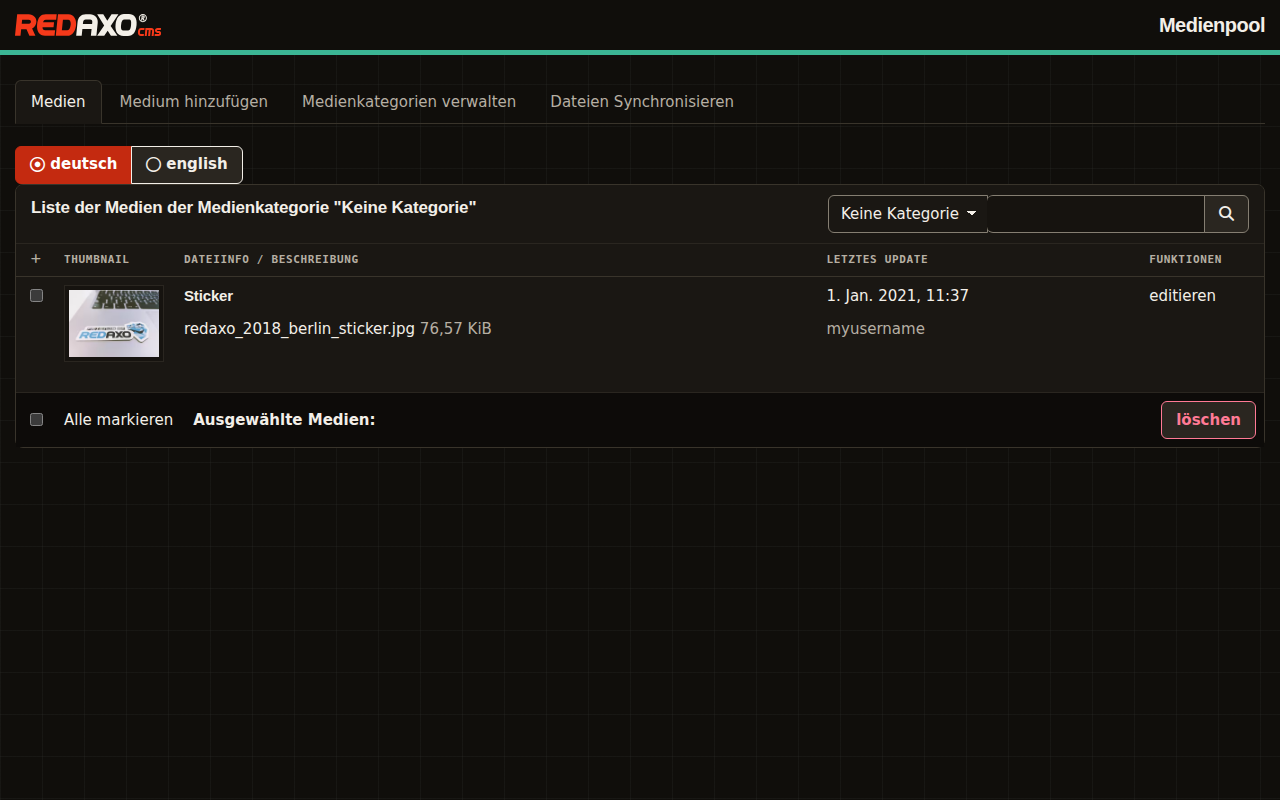 REDAXO® cms
Medienpool
Medien Medium hinzufügen Medienkategorien verwalten Dateien Synchronisieren
deutsch english
Liste der Medien der Medienkategorie "Keine Kategorie" Keine Kategorie
+ THUMBNAIL DATEIINFO / BESCHREIBUNG LETZTES UPDATE FUNKTIONEN
REDAXO
Sticker 1. Jan. 2021, 11:37 editieren
redaxo_2018_berlin_sticker.jpg 76,57 KiB myusername
Alle markieren Ausgewählte Medien: löschen